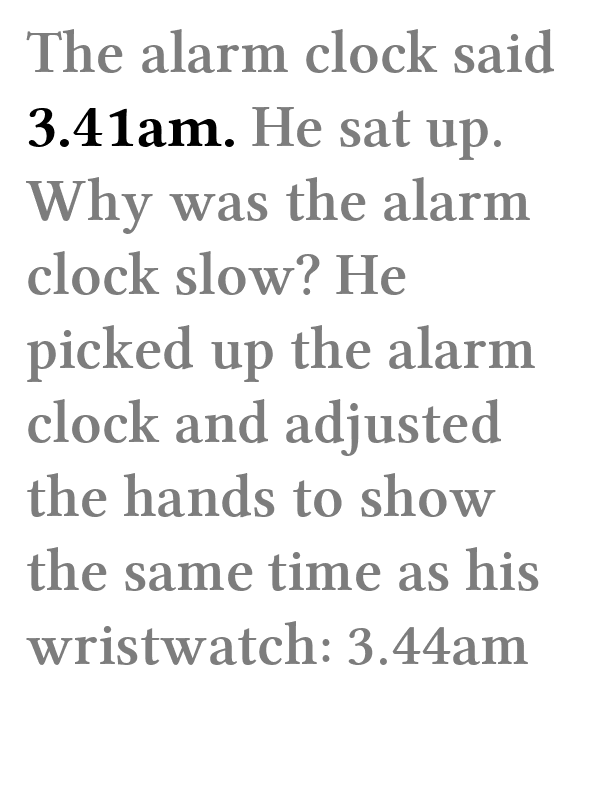 The alarm clock said
3.41am. He sat up.
Why was the alarm
clock slow? He
picked up the alarm
clock and adjusted
the hands to show
the same time as his
wristwatch: 3.44am